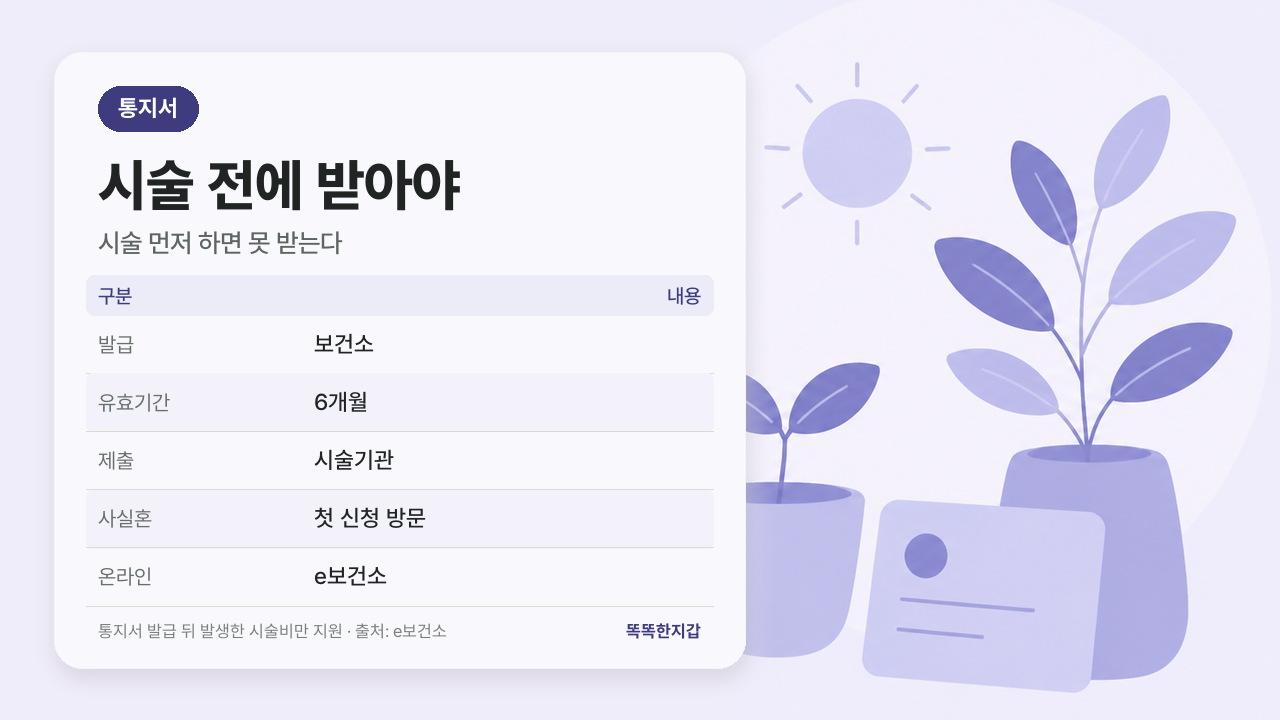 통지서
시술 전에 받아야
시술 먼저 하면 못 받는다
구분 내용
발급 보건소
유효기간 6개월
제출 시술기관
사실혼 첫 신청 방문
온라인 e보건소
통지서 발급 뒤 발생한 시술비만 지원 · 출처: e보건소 똑똑한지갑